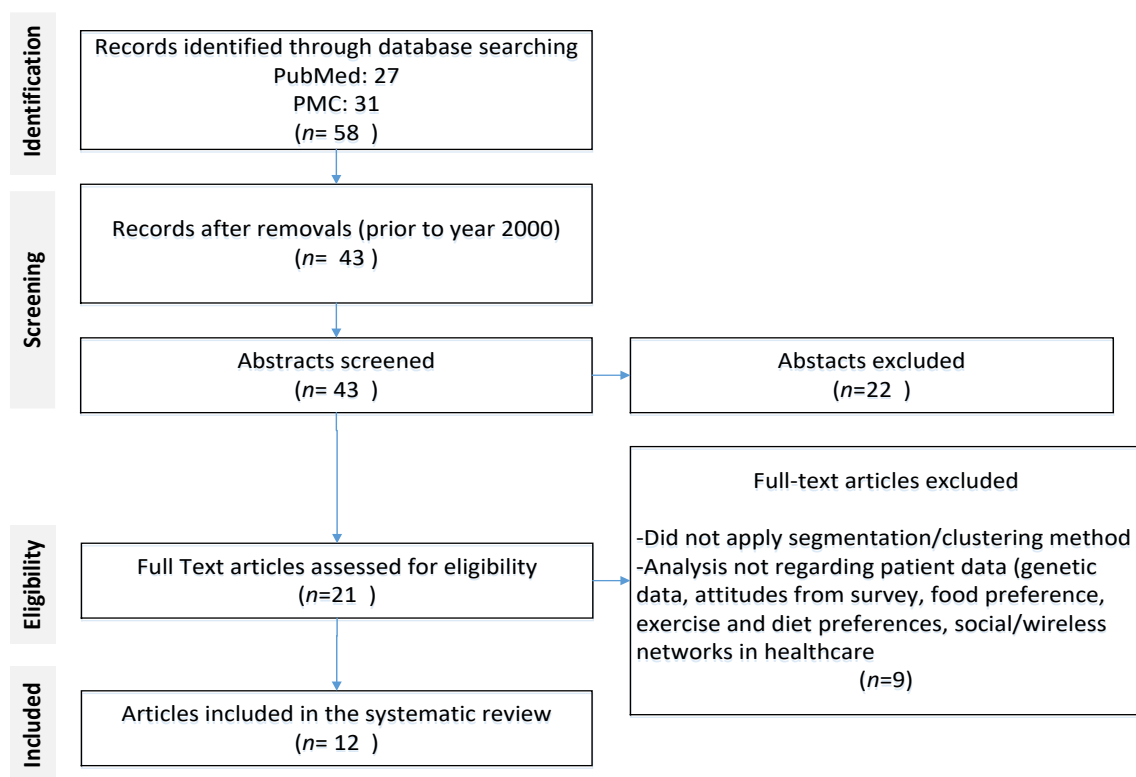 Identification
Records identified through database searching
PubMed: 27
PMC: 31
(n= 58 )
Screening
Records after removals (prior to year 2000)
(n= 43 )
Abstracts screened
(n= 43 )
Abstacts excluded
(n=22 )
Eligibility
Full Text articles assessed for eligibility
(n=21 )
Full-text articles excluded
-Did not apply segmentation/clustering method
-Analysis not regarding patient data (genetic
data, attitudes from survey, food preference,
exercise and diet preferences, social/wireless
networks in healthcare
(n=9)
Included
Articles included in the systematic review
(n= 12 )